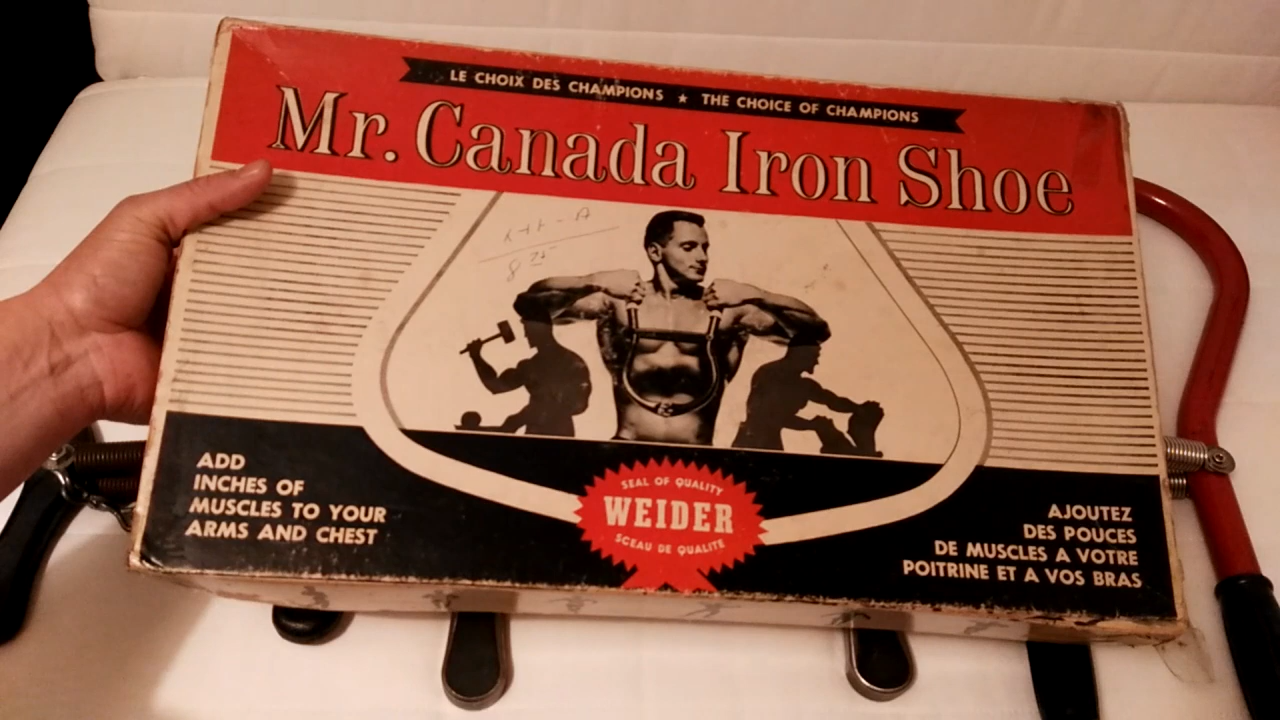 LE CHOIX DES CHAMPIONS ★ THE CHOICE OF CHAMPIONS
Mr. Canada Iron Shoe
ADD
INCHES OF
MUSCLES TO YOUR
ARMS AND CHEST
SEAL OF QUALITY
WEIDER
SCEAU DE QUALITE
AJOUTEZ
DES POUCES
DE MUSCLES A VOTRE
POITRINE ET A VOS BRAS